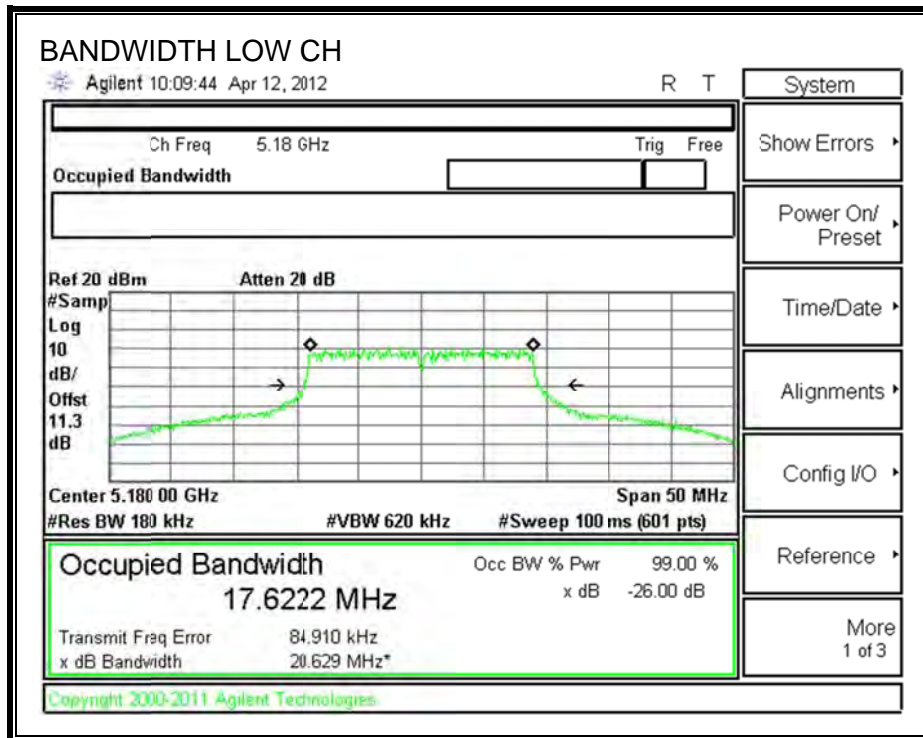 BANDWIDTH LOW CH
Agilent 10:09:44 Apr 12, 2012 R T System
Ch Freq 5.18 GHz Trig Free
Show Errors
Occupied Bandwidth
Power On/
Preset
Ref 20 dBm Atten 20 dB
#Samp
Log
10
dB/
Offst
11.3
dB
Time/Date
Alignments
Config I/O
Center 5.180 00 GHz Span 50 MHz
#Res BW 180 kHz #VBW 620 kHz #Sweep 100 ms (601 pts)
Occupied Bandwidth Occ BW % Pwr 99.00 %
17.6222 MHz x dB -26.00 dB
Reference
Transmit Freq Error 84.910 kHz
x dB Bandwidth 20.629 MHz*
More
1 of 3
Copyright 2000-2011 Agilent Technologies